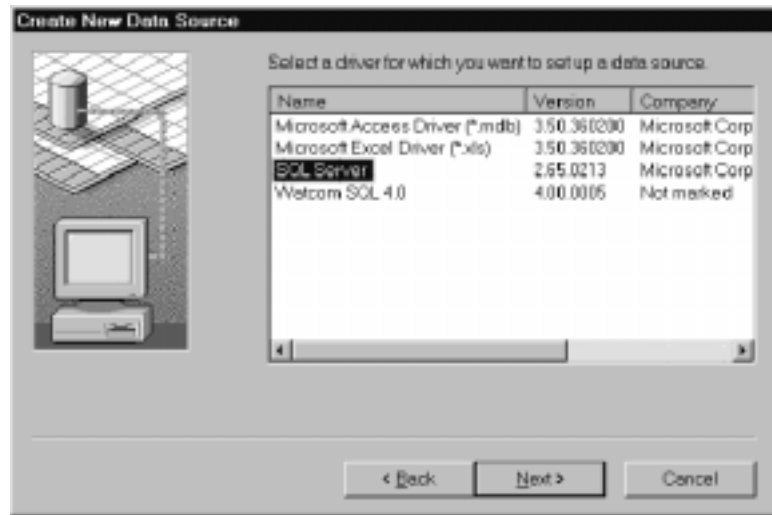 Create New Data Source
Select a driver for which you want to set up a data source.
Name Version Company
Microsoft Access Driver (*.mdb) 3.50.360200 Microsoft Corp
Microsoft Excel Driver (*.xls) 3.50.360200 Microsoft Corp
SQL Server 2.65.0213 Microsoft Corp
Watcom SQL 4.0 4.00.0005 Not marked
< Back Next > Cancel